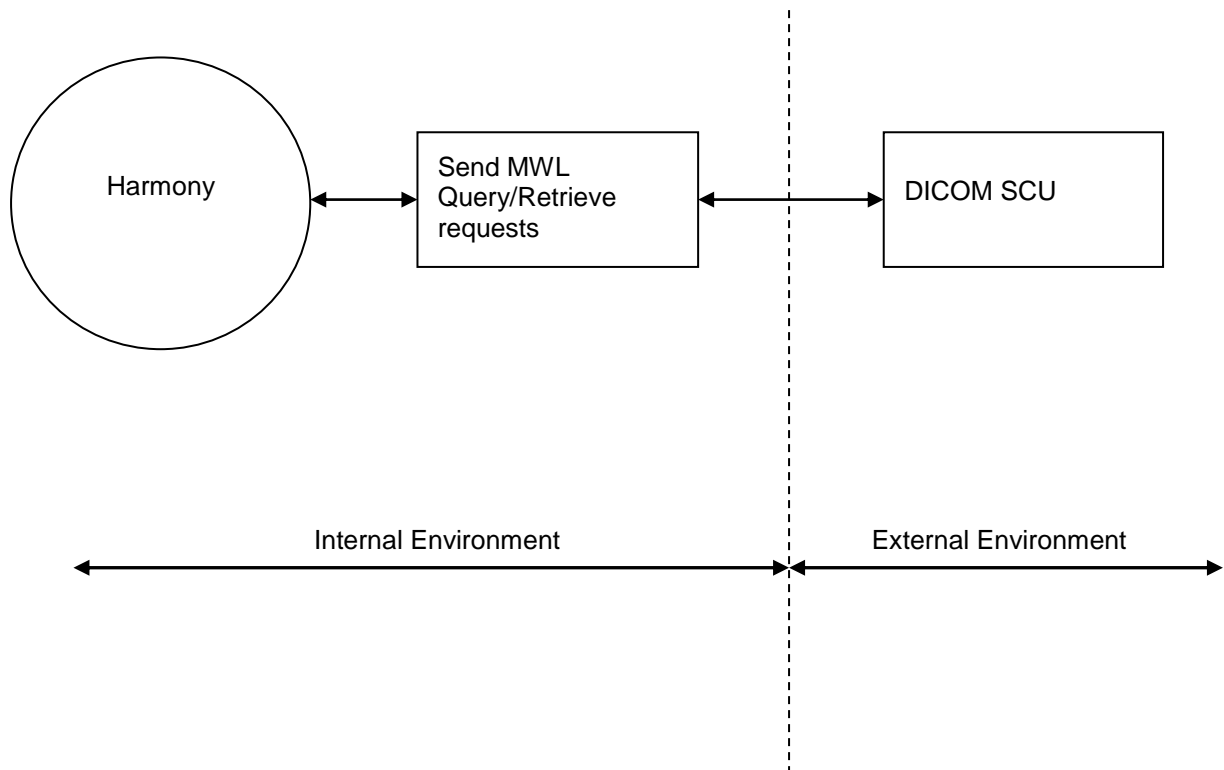 Harmony
Send MWL
Query/Retrieve
requests
DICOM SCU
Internal Environment
External Environment